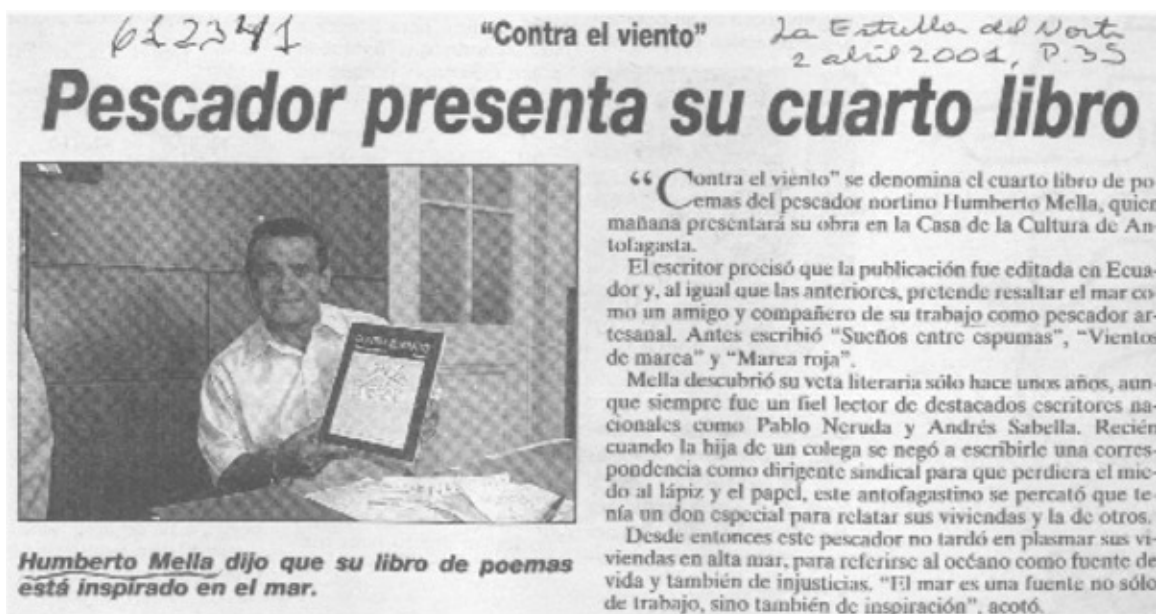 612341
“Contra el viento”
La Estrella del Norte
2 abril 2001, P.35
Pescador presenta su cuarto libro
“Contra el viento” se denomina el cuarto libro de po-
emas del pescador nortino Humberto Mella, quien
mañana presentará su obra en la Casa de la Cultura de An-
tofagasta.
El escritor precisó que la publicación fue editada en Ecua-
dor y, al igual que las anteriores, pretende resaltar el mar co-
mo un amigo y compañero de su trabajo como pescador ar-
tesanal. Antes escribió “Sueños entre espumas”, “Vientos
de marea” y “Marea roja”.
Mella descubrió su veta literaria sólo hace unos años, aun-
que siempre fue un fiel lector de destacados escritores na-
cionales como Pablo Neruda y Andrés Sabella. Recién
cuando la hija de un colega se negó a escribirle una corres-
pondencia como dirigente sindical para que perdiera el mie-
do al lápiz y el papel, este antofagastino se percató que te-
nía un don especial para relatar sus viviendas y la de otros.
Desde entonces este pescador no tardó en plasmar sus vi-
viendas en alta mar, para referirse al océano como fuente de
vida y también de injusticias. “El mar es una fuente no sólo
de trabajo, sino también de inspiración”, acotó.
Humberto Mella dijo que su libro de poemas
está inspirado en el mar.